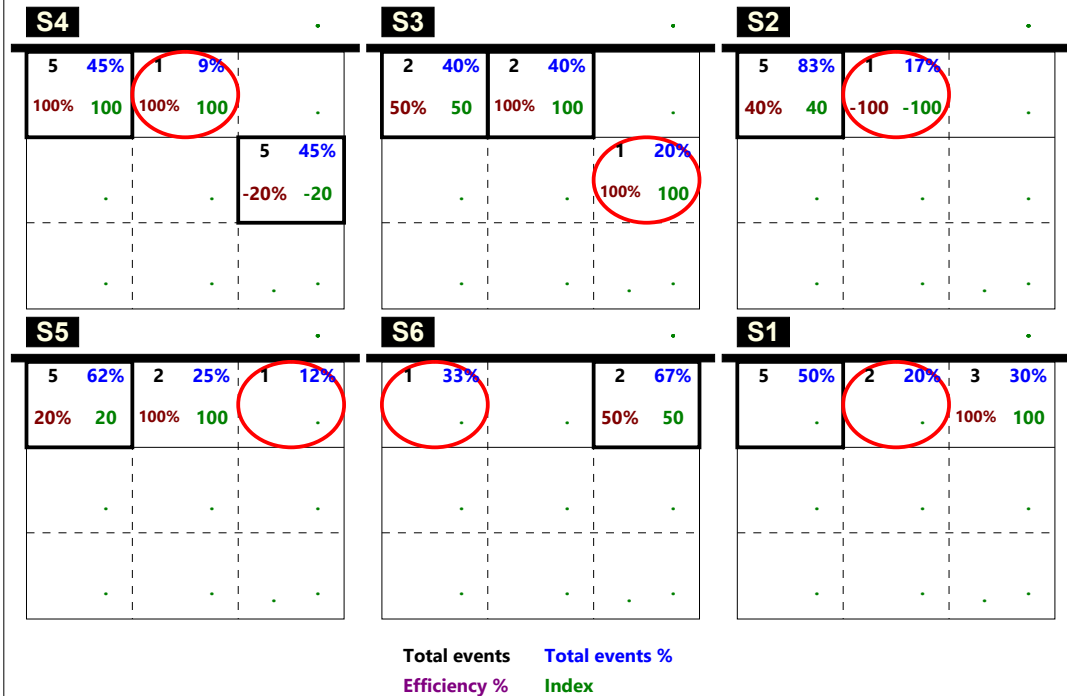 S4 S3 S2
5 45% 1 9% 2 40% 2 40% 5 83% 1 17%
100% 100 100% 100 50% 50 100% 100 40% 40 -100 -100
5 45% 1 20%
-20% -20 100% 100
S5 S6 S1
5 62% 2 25% 1 12% 1 33% 2 67% 5 50% 2 20% 3 30%
20% 20 100% 100 50% 50 100% 100
Total events Total events %
Efficiency % Index